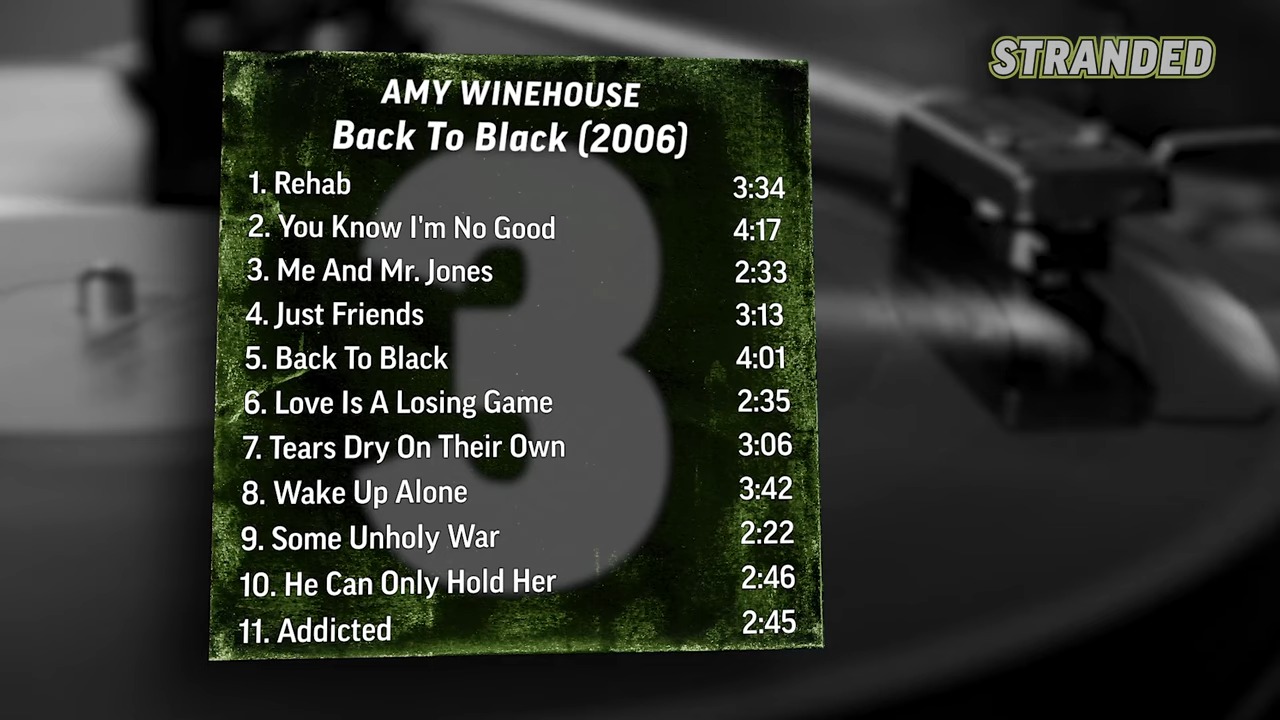 STRANDED
AMY WINEHOUSE
Back To Black (2006)
3
1. Rehab 3:34
2. You Know I'm No Good 4:17
3. Me And Mr. Jones 2:33
4. Just Friends 3:13
5. Back To Black 4:01
6. Love Is A Losing Game 2:35
7. Tears Dry On Their Own 3:06
8. Wake Up Alone 3:42
9. Some Unholy War 2:22
10. He Can Only Hold Her 2:46
11. Addicted 2:45